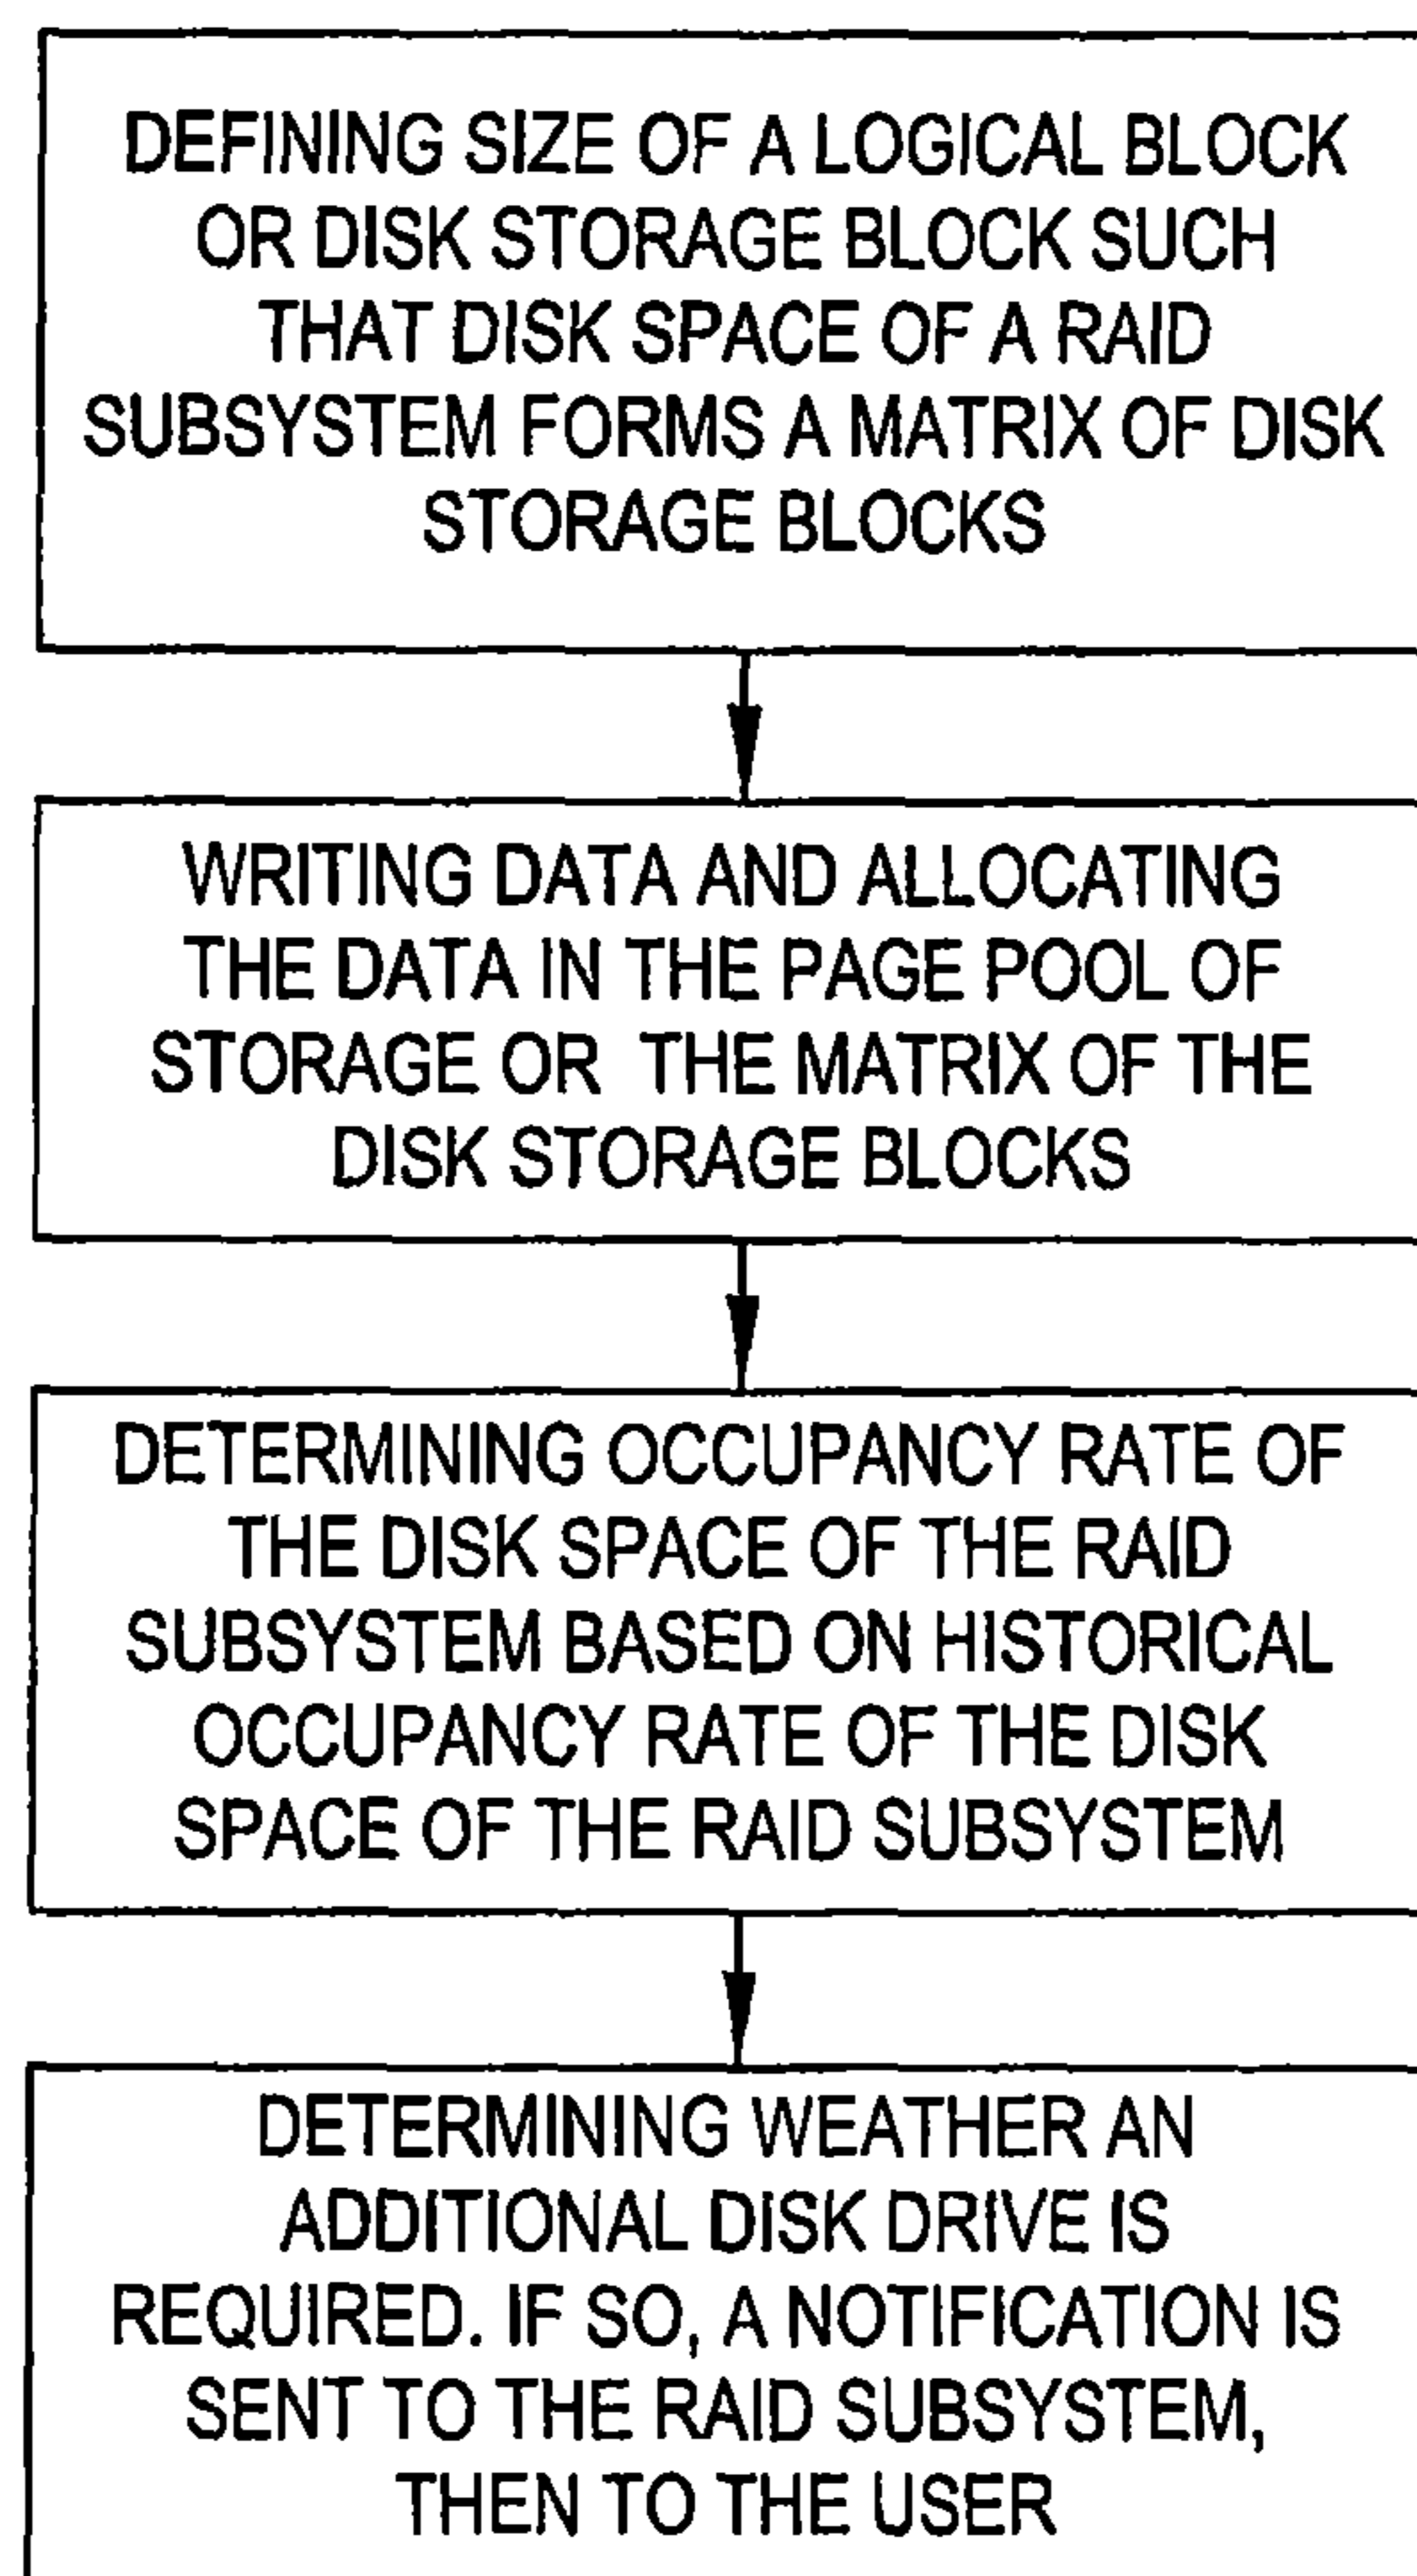 DEFINING SIZE OF A LOGICAL BLOCK
OR DISK STORAGE BLOCK SUCH
THAT DISK SPACE OF A RAID
SUBSYSTEM FORMS A MATRIX OF DISK
STORAGE BLOCKS
WRITING DATA AND ALLOCATING
THE DATA IN THE PAGE POOL OF
STORAGE OR THE MATRIX OF THE
DISK STORAGE BLOCKS
DETERMINING OCCUPANCY RATE OF
THE DISK SPACE OF THE RAID
SUBSYSTEM BASED ON HISTORICAL
OCCUPANCY RATE OF THE DISK
SPACE OF THE RAID SUBSYSTEM
DETERMINING WEATHER AN
ADDITIONAL DISK DRIVE IS
REQUIRED. IF SO, A NOTIFICATION IS
SENT TO THE RAID SUBSYSTEM,
THEN TO THE USER